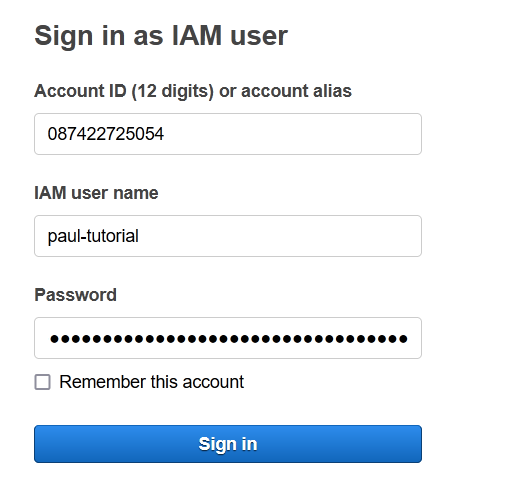 Sign in as IAM user
Account ID (12 digits) or account alias
087422725054
IAM user name
paul-tutorial
Password
••••••••••••••••••••••••••••••••••
Remember this account
Sign in